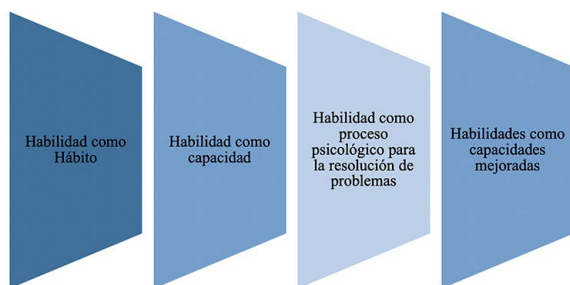 Habilidad como
Hábito
Habilidad como
capacidad
Habilidad como
proceso
psicológico para
la resolución de
problemas
Habilidades como
capacidades
mejoradas